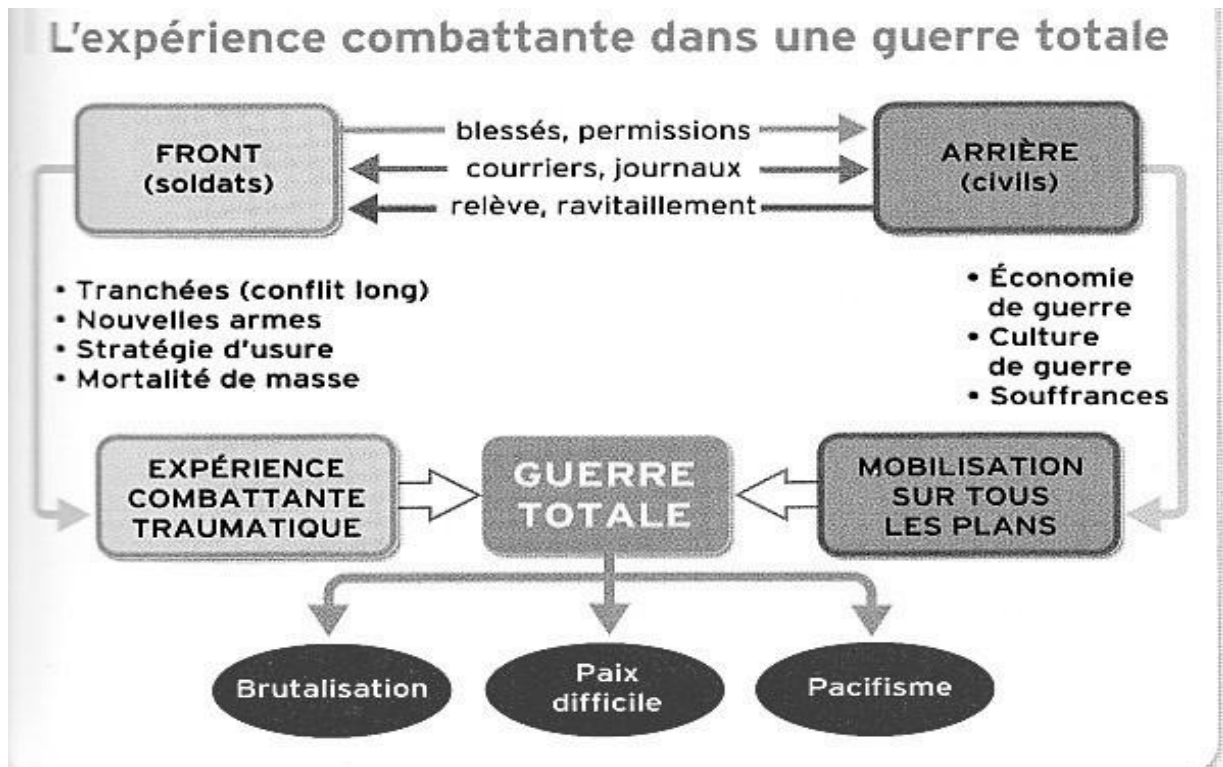 L'expérience combattante dans une guerre totale
FRONT
(soldats)
blessés, permissions
courriers, journaux
relève, ravitaillement
ARRIÈRE
(civils)
• Tranchées (conflit long)
• Nouvelles armes
• Stratégie d'usure
• Mortalité de masse
• Économie
de guerre
• Culture
de guerre
• Souffrances
EXPÉRIENCE
COMBATTANTE
TRAUMATIQUE
GUERRE
TOTALE
MOBILISATION
SUR TOUS
LES PLANS
Brutalisation
Paix
difficile
Pacifisme